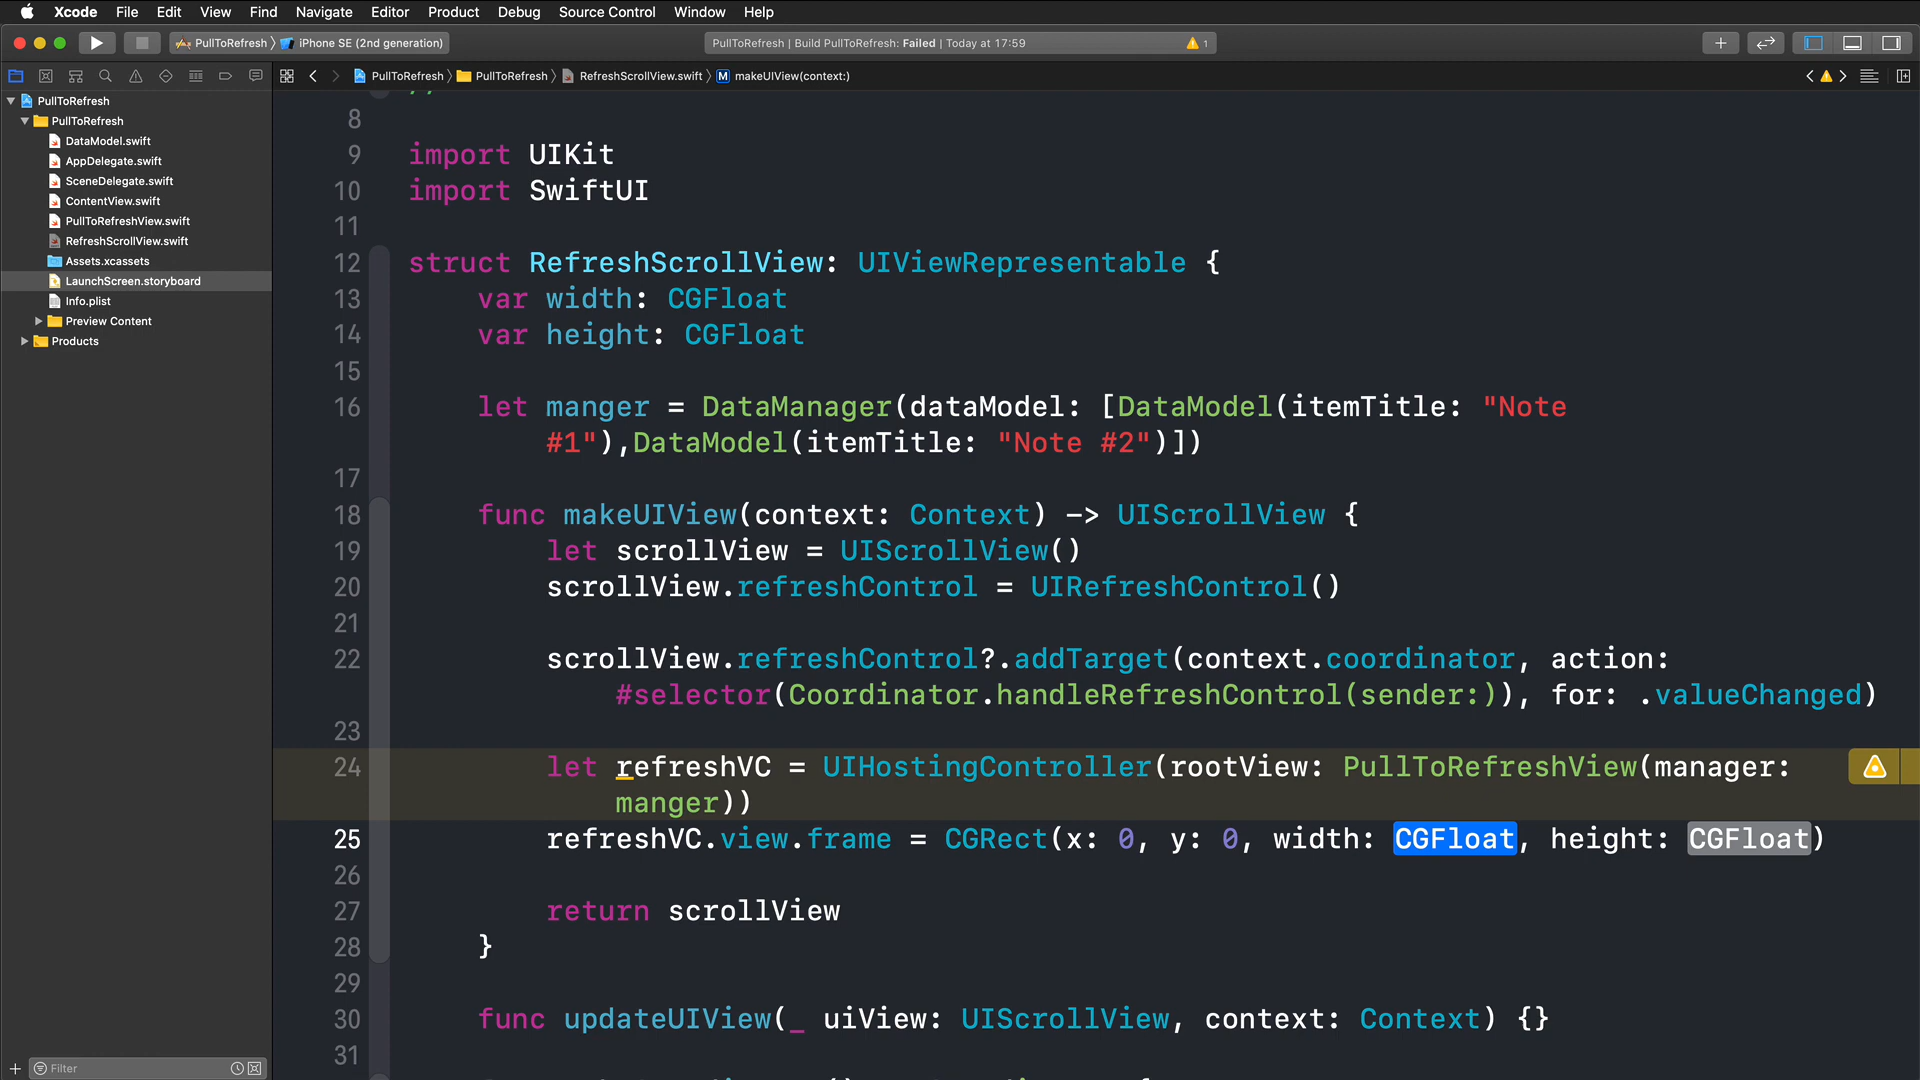 Xcode File Edit View Find Navigate Editor Product Debug Source Control Window Help
PullToRefresh 〉 iPhone SE (2nd generation)
PullToRefresh | Build PullToRefresh: Failed | Today at 17:59
1
PullToRefresh 〉 PullToRefresh 〉 RefreshScrollView.swift 〉 M makeUIView(context:)
PullToRefresh
PullToRefresh
DataModel.swift
AppDelegate.swift
SceneDelegate.swift
ContentView.swift
PullToRefreshView.swift
RefreshScrollView.swift
Assets.xcassets
LaunchScreen.storyboard
Info.plist
Preview Content
Products
Filter
8
9 import UIKit
10 import SwiftUI
11
12 struct RefreshScrollView: UIViewRepresentable {
13 var width: CGFloat
14 var height: CGFloat
15
16 let manger = DataManager(dataModel: [DataModel(itemTitle: "Note
#1"),DataModel(itemTitle: "Note #2")])
17
18 func makeUIView(context: Context) -> UIScrollView {
19 let scrollView = UIScrollView()
20 scrollView.refreshControl = UIRefreshControl()
21
22 scrollView.refreshControl?.addTarget(context.coordinator, action:
#selector(Coordinator.handleRefreshControl(sender:)), for: .valueChanged)
23
24 let refreshVC = UIHostingController(rootView: PullToRefreshView(manager:
manger))
25 refreshVC.view.frame = CGRect(x: 0, y: 0, width: CGFloat, height: CGFloat)
26
27 return scrollView
28 }
29
30 func updateUIView(_ uiView: UIScrollView, context: Context) {}
31